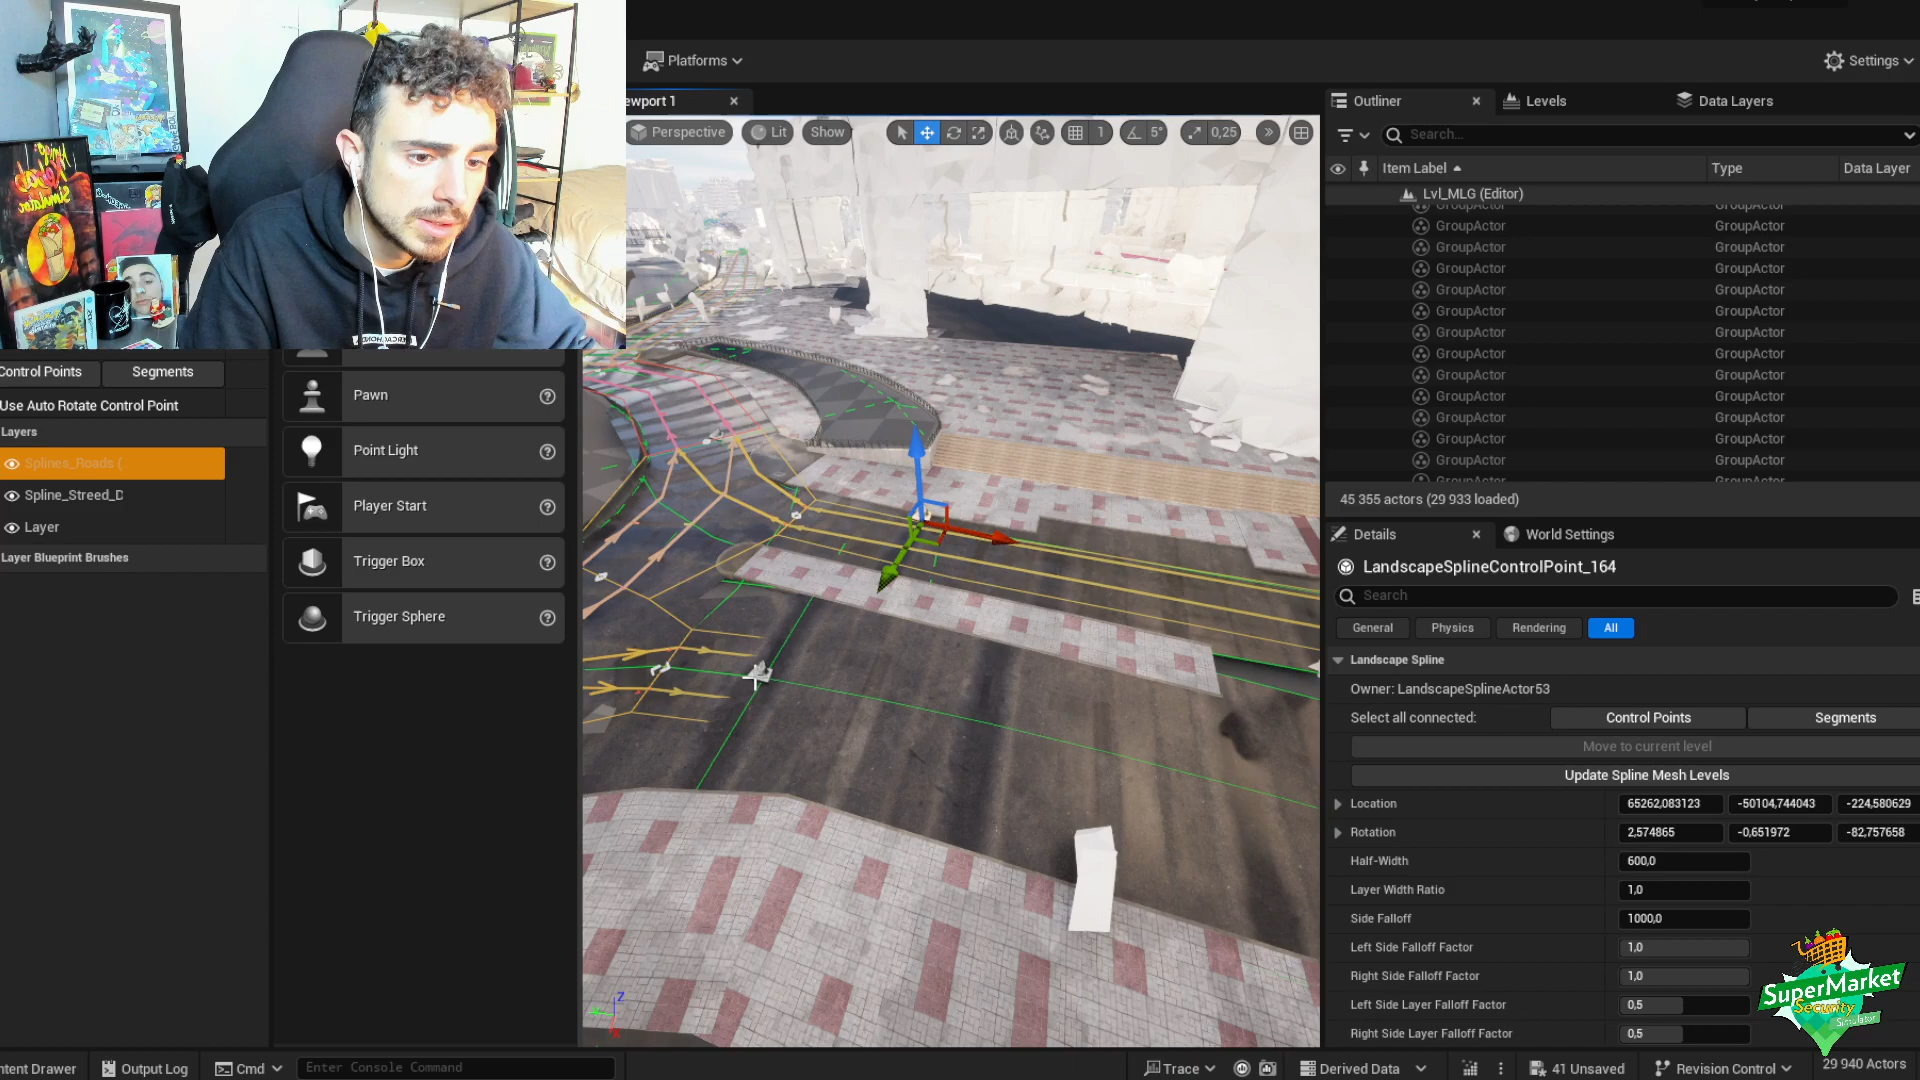 Platforms
Settings
ewport 1
Outliner
Levels
Data Layers
Perspective
Lit
Show
1
5°
0,25
Search...
Item Label
Type
Data Layer
Lvl_MLG (Editor)
GroupActor GroupActor
GroupActor GroupActor
GroupActor GroupActor
GroupActor GroupActor
GroupActor GroupActor
GroupActor GroupActor
GroupActor GroupActor
GroupActor GroupActor
GroupActor GroupActor
GroupActor GroupActor
GroupActor GroupActor
GroupActor GroupActor
GroupActor GroupActor
45 355 actors (29 933 loaded)
Control Points
Segments
Use Auto Rotate Control Point
Layers
Splines_Roads (
Spline_Streed_D
Layer
Layer Blueprint Brushes
Pawn
Point Light
Player Start
Trigger Box
Trigger Sphere
Details
World Settings
LandscapeSplineControlPoint_164
Search
General
Physics
Rendering
All
Landscape Spline
Owner: LandscapeSplineActor53
Select all connected:
Control Points
Segments
Move to current level
Update Spline Mesh Levels
Location 65262,083123 -50104,744043 -224,580629
Rotation 2,574865 -0,651972 -82,757658
Half-Width 600,0
Layer Width Ratio 1,0
Side Falloff 1000,0
Left Side Falloff Factor 1,0
Right Side Falloff Factor 1,0
Left Side Layer Falloff Factor 0,5
Right Side Layer Falloff Factor 0,5
SuperMarket
Security
Simulator
Z
X
ntent Drawer
Output Log
Cmd
Enter Console Command
Trace
Derived Data
41 Unsaved
Revision Control
29 940 Actors